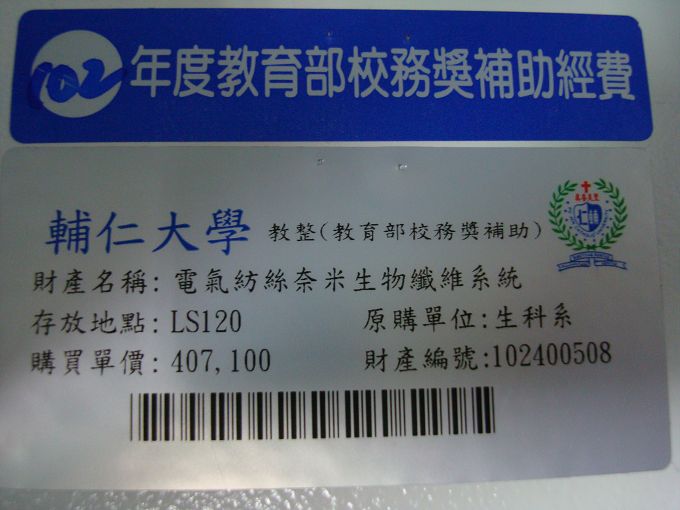 102年度教育部校務獎補助經費
輔仁大學 教整(教育部校務獎補助)
財產名稱: 電氣紡絲奈米生物纖維系統
存放地點: LS120 原購單位:生科系
購買單價: 407,100 財產編號:102400508